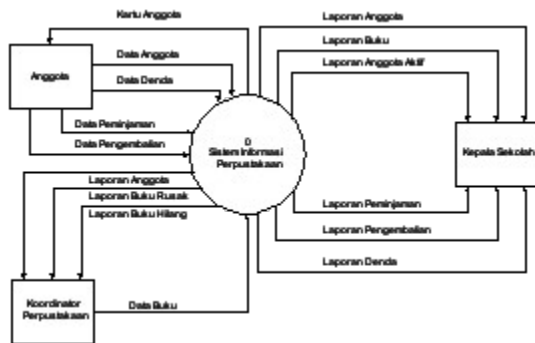 Kartu Anggota
Data Anggota
Data Denda
Anggota
Data Peminjaman
Data Pengembalian
Laporan Anggota
Laporan Buku
Laporan Anggota Aktif
0
Sistem Informasi
Perpustakaan
Kepala Sekolah
Laporan Anggota
Laporan Buku Rusak
Laporan Buku Hilang
Laporan Peminjaman
Laporan Pengembalian
Laporan Denda
Koordinator
Perpustakaan
Data Buku